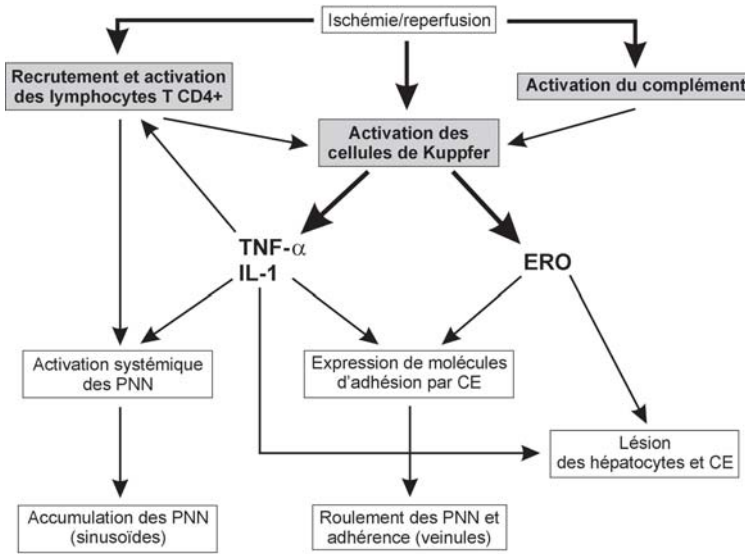 Ischémie/reperfusion
Recrutement et activation
des lymphocytes T CD4+
Activation du complément
Activation des
cellules de Kuppfer
TNF-α
IL-1
ERO
Activation systémique
des PNN
Expression de molécules
d'adhésion par CE
Lésion
des hépatocytes et CE
Accumulation des PNN
(sinusoïdes)
Roulement des PNN et
adhérence (veinules)